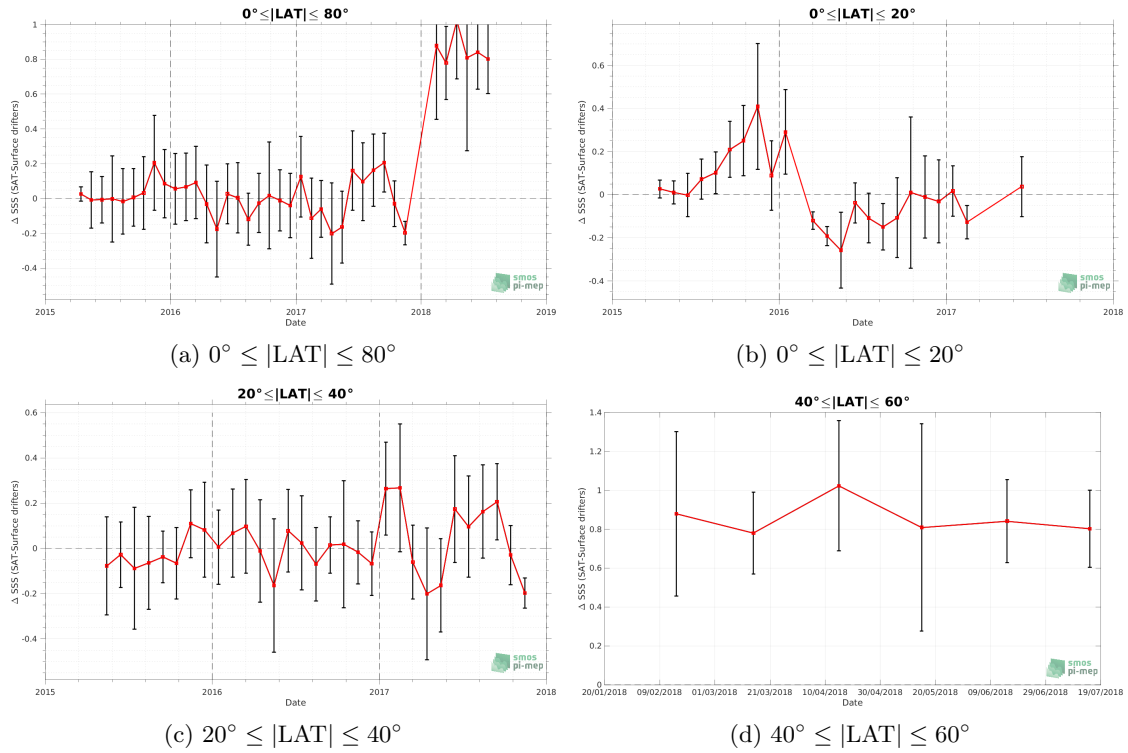 0°≤|LAT|≤ 80°
Δ SSS (SAT-Surface drifters)
1
0.8
0.6
0.4
0.2
0
-0.2
-0.4
2015
2016
2017
2018
2019
Date
smos
pi-mep
(a) 0° ≤ |LAT| ≤ 80°
0°≤|LAT|≤ 20°
Δ SSS (SAT-Surface drifters)
0.6
0.4
0.2
0
-0.2
-0.4
2015
2016
2017
2018
Date
smos
pi-mep
(b) 0° ≤ |LAT| ≤ 20°
20°≤|LAT|≤ 40°
Δ SSS (SAT-Surface drifters)
0.6
0.4
0.2
0
-0.2
-0.4
2015
2016
2017
2018
Date
smos
pi-mep
(c) 20° ≤ |LAT| ≤ 40°
40°≤|LAT|≤ 60°
Δ SSS (SAT-Surface drifters)
1.4
1.2
1
0.8
0.6
0.4
0.2
0
20/01/2018
09/02/2018
01/03/2018
21/03/2018
10/04/2018
30/04/2018
20/05/2018
09/06/2018
29/06/2018
19/07/2018
Date
smos
pi-mep
(d) 40° ≤ |LAT| ≤ 60°